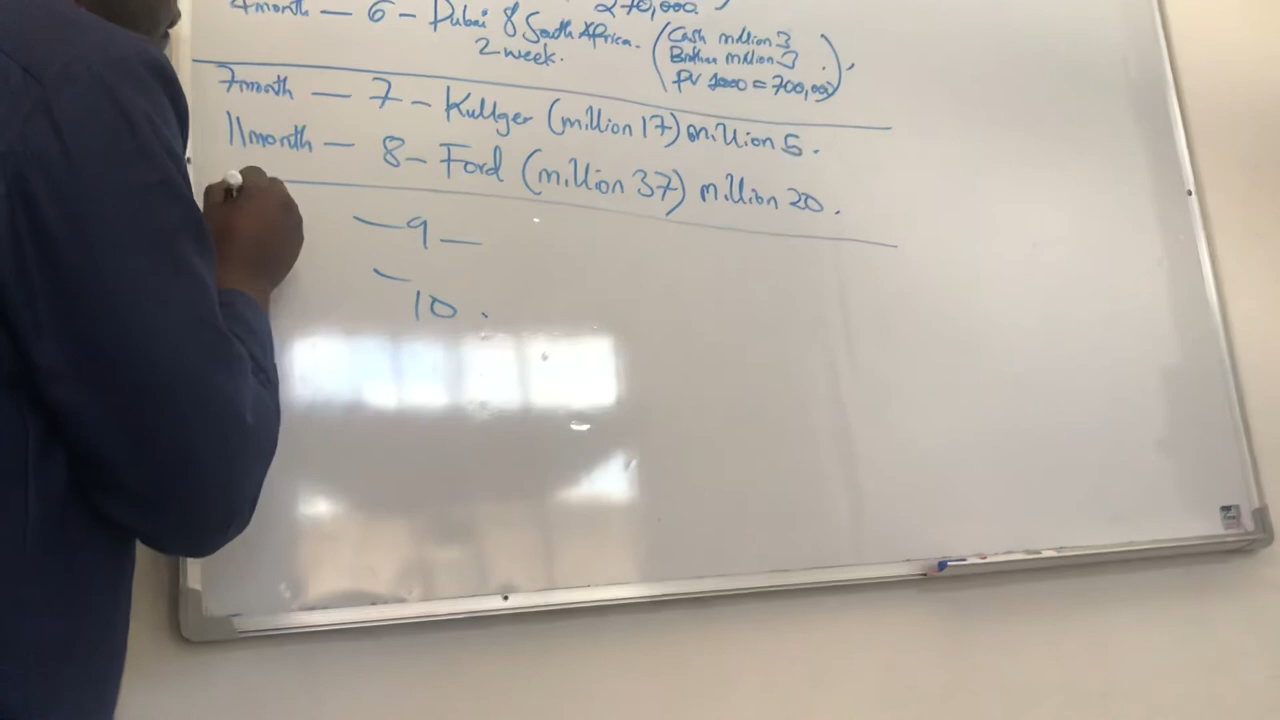 4month – 6 – Dubai & South Africa. 270,000.
2 week.
(Cash million 3
Brother million 3
PV 1000 = 700,000)
7month – 7 – Kullger (million 17) million 5.
11month – 8 – Ford (million 37) million 20.
– 9 –
– 10.